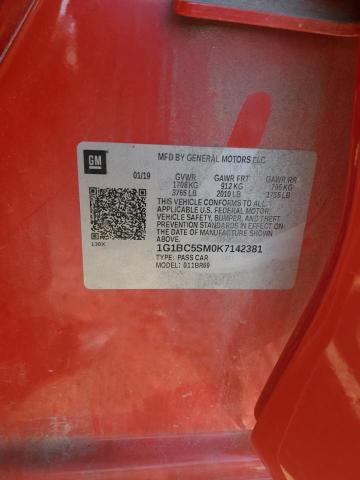 GM
MFD BY GENERAL MOTORS LLC
01/19 GVWR GAWR FRT GAWR RR
1708 KG 912 KG 796 KG
3765 LB 2010 LB 1755 LB
THIS VEHICLE CONFORMS TO ALL
APPLICABLE U.S. FEDERAL MOTOR
VEHICLE SAFETY, BUMPER, AND THEFT
PREVENTION STANDARDS IN EFFECT ON
THE DATE OF MANUFACTURE SHOWN
ABOVE.
130X
1G1BC5SM0K7142381
TYPE: PASS CAR
MODEL: 011BR69